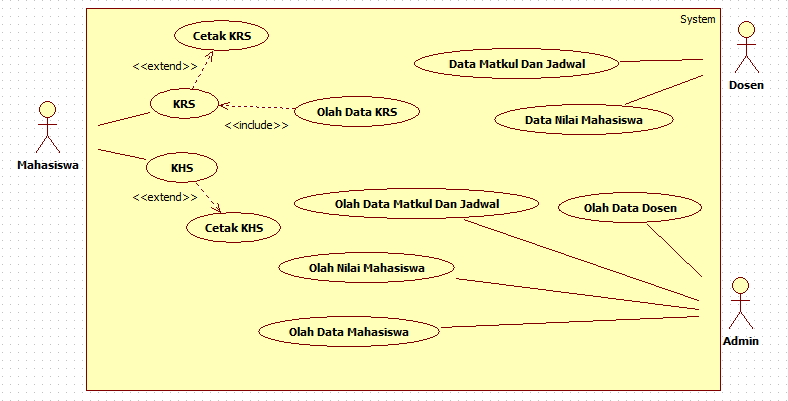 System
Cetak KRS
<<extend>>
KRS
Olah Data KRS
<<include>>
Mahasiswa
KHS
<<extend>>
Cetak KHS
Data Matkul Dan Jadwal
Dosen
Data Nilai Mahasiswa
Olah Data Matkul Dan Jadwal
Olah Data Dosen
Olah Nilai Mahasiswa
Olah Data Mahasiswa
Admin